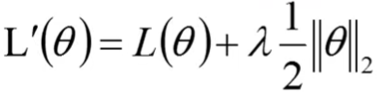 L′(θ) = L(θ) + λ 1/2 ‖θ‖₂